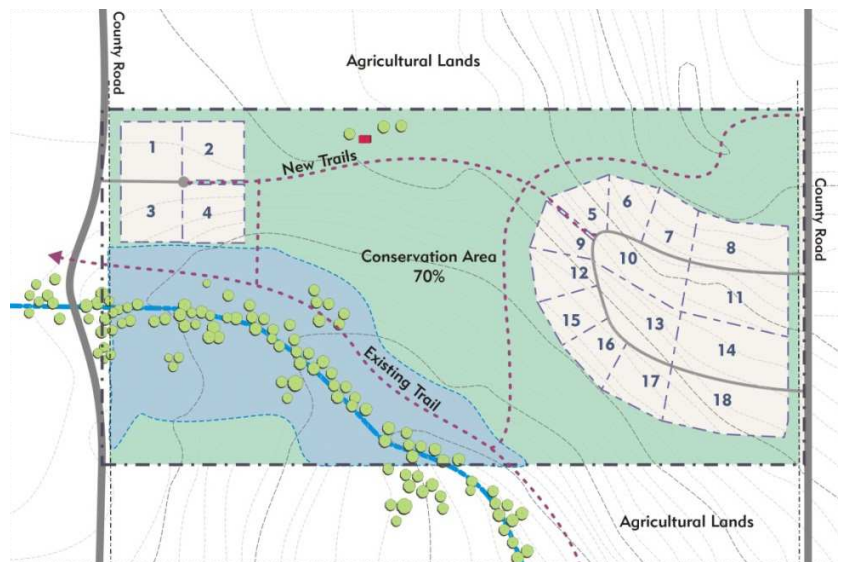 County Road
Agricultural Lands
1
2
New Trails
3
4
Conservation Area
70%
5
6
7
8
9
10
11
12
13
14
15
16
17
18
County Road
Existing Trail
Agricultural Lands